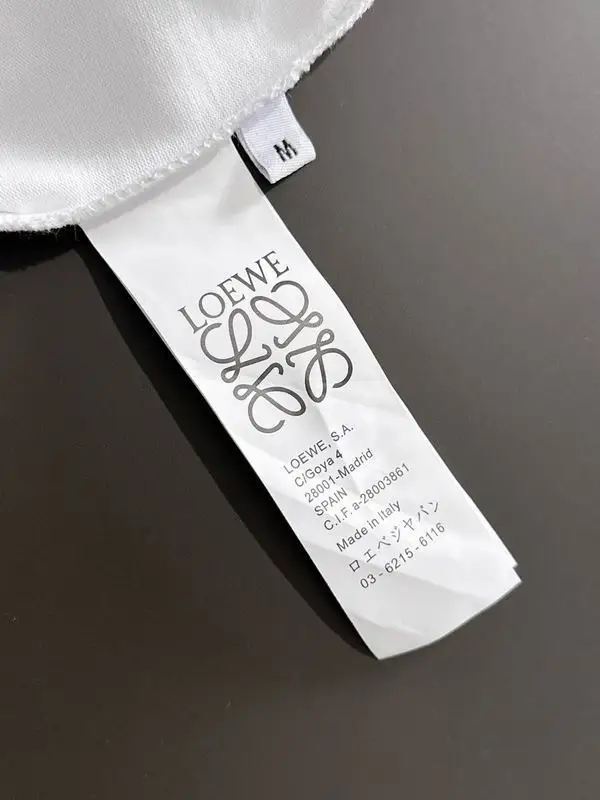 M
LOEWE
LOEWE, S.A.
C/Goya 4
28001-Madrid
SPAIN
C.I.F. a-28003861
Made in Italy
ロエベジヤパン
03-6215-6116